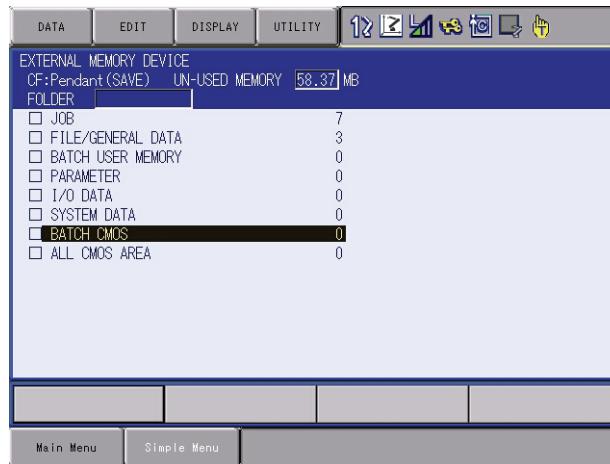 DATA EDIT DISPLAY UTILITY
EXTERNAL MEMORY DEVICE
CF:Pendant(SAVE) UN-USED MEMORY 58.37 MB
FOLDER
JOB 7
FILE/GENERAL DATA 3
BATCH USER MEMORY 0
PARAMETER 0
I/O DATA 0
SYSTEM DATA 0
BATCH CMOS 0
ALL CMOS AREA 0
Main Menu Simple Menu